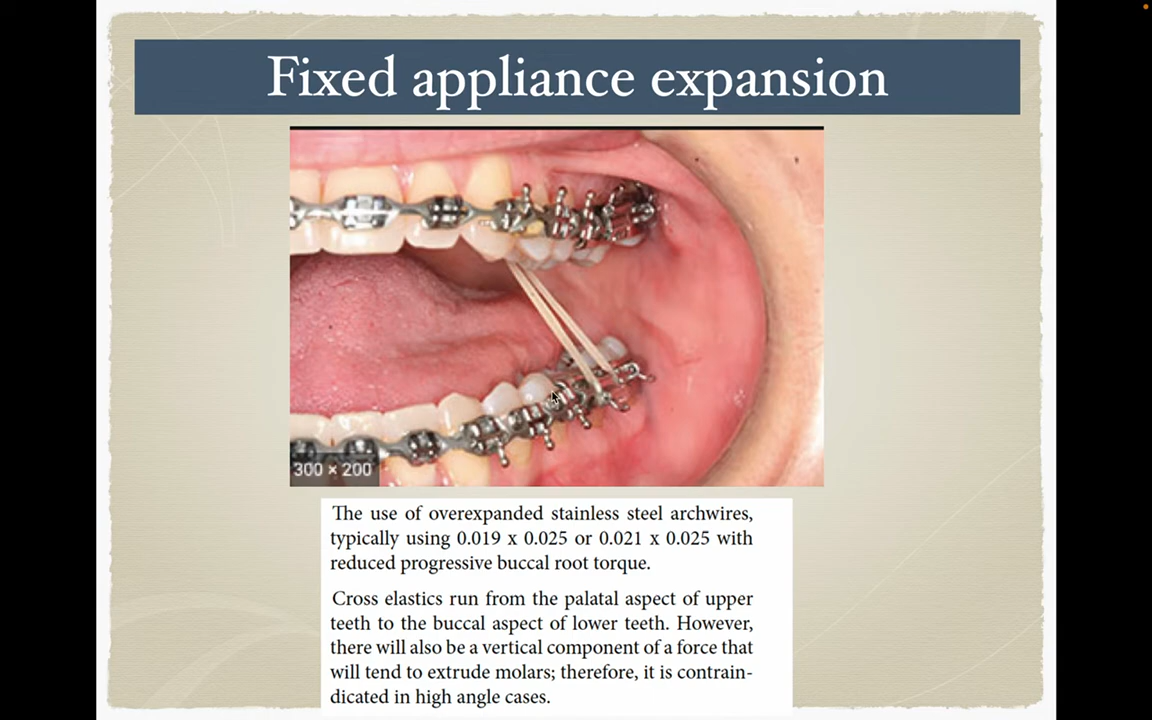 Fixed appliance expansion
300 × 200
The use of overexpanded stainless steel archwires,
typically using 0.019 x 0.025 or 0.021 x 0.025 with
reduced progressive buccal root torque.
Cross elastics run from the palatal aspect of upper
teeth to the buccal aspect of lower teeth. However,
there will also be a vertical component of a force that
will tend to extrude molars; therefore, it is contrain-
dicated in high angle cases.